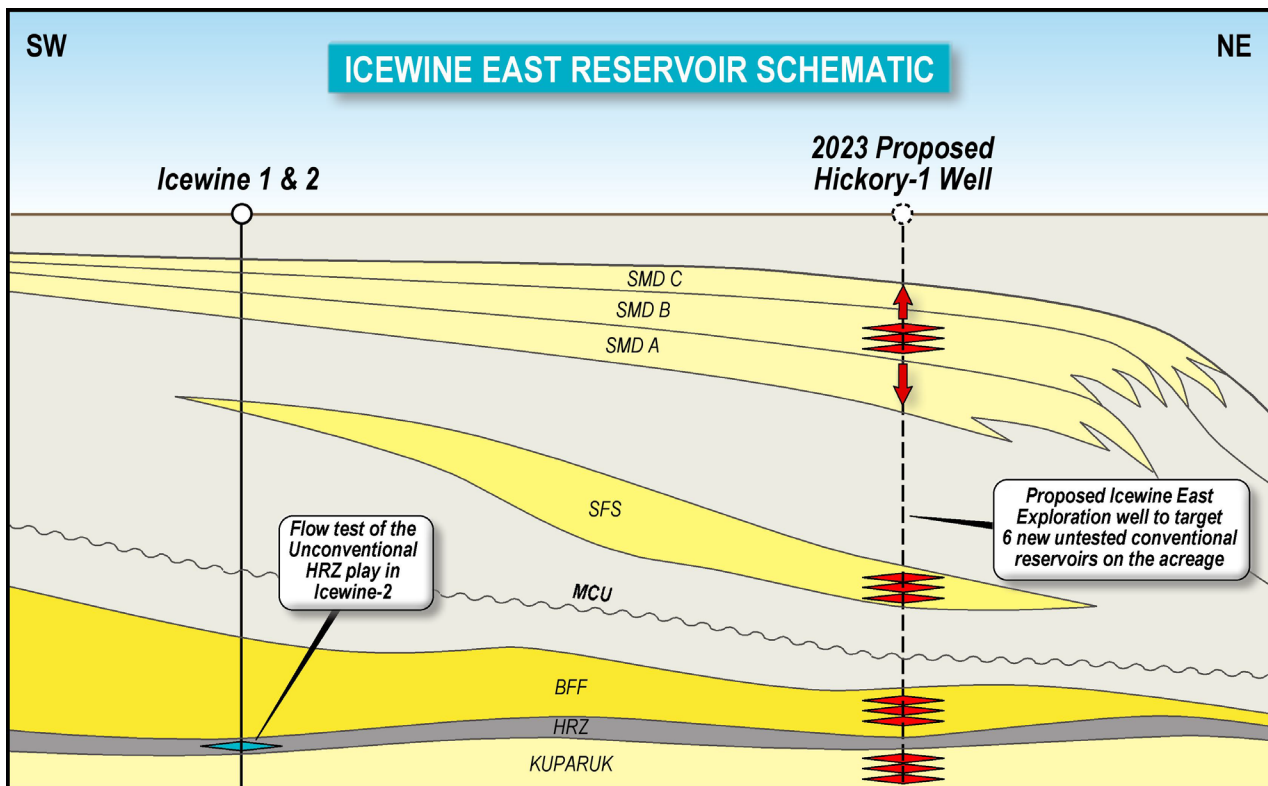 SW
ICEWINE EAST RESERVOIR SCHEMATIC
NE
Icewine 1 & 2
2023 Proposed
Hickory-1 Well
SMD C
SMD B
SMD A
SFS
Proposed Icewine East
Exploration well to target
6 new untested conventional
reservoirs on the acreage
Flow test of the
Unconventional
HRZ play in
Icewine-2
MCU
BFF
HRZ
KUPARUK